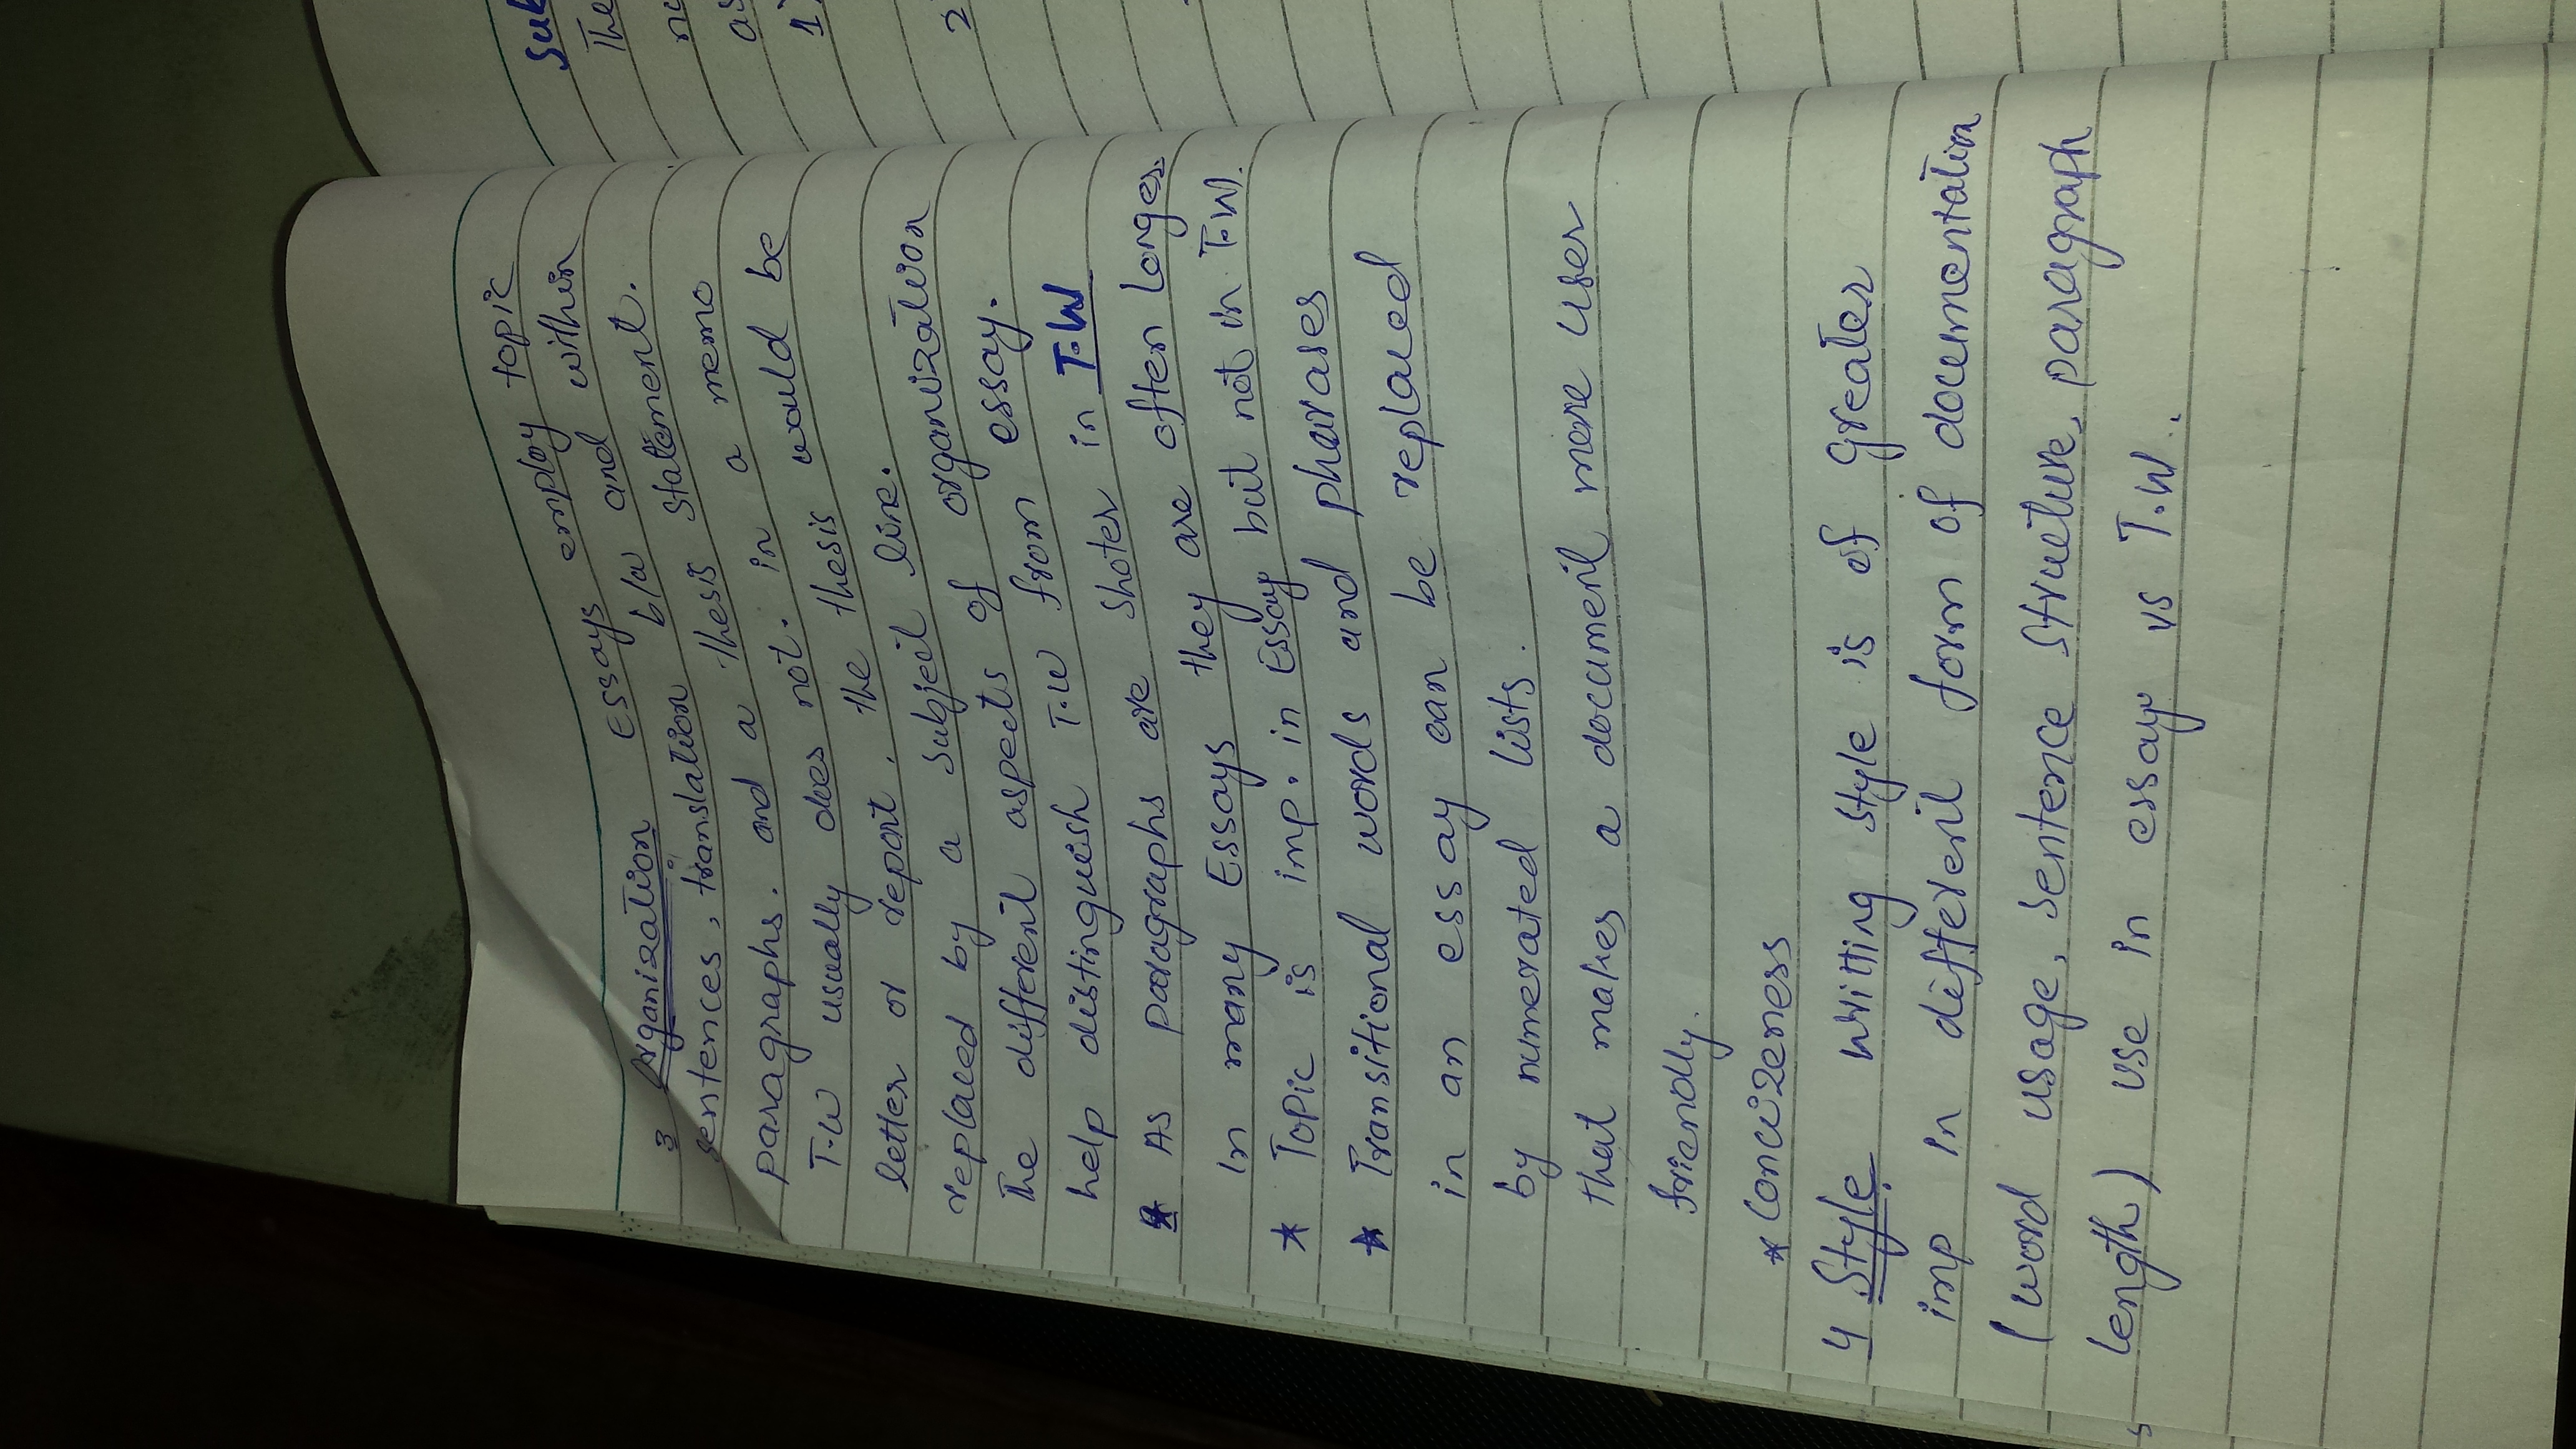 3 Organization Essays employ topic
sentences, translation b/w and within
paragraphs. and a thesis statement.
T.W usually does not. in a memo
letter or report, the thesis would be
replaced by a subject line.
The different aspects of organization
help distinguish T.W from essay.
* As paragraphs are shoter in T.W
In many Essays they are often longer.
* Topic is imp. in Essay but not in T.W.
* Transitional words and pharases
in an essay can be replaced
by numerated lists.
that makes a document more user
friendly.
* Concizeness
4 Style. Writting style is of greater
imp in different form of documentation
(word usage, sentence structure, paragraph
length) use in essay vs T.W.
Sub
The
no
as
1)
2